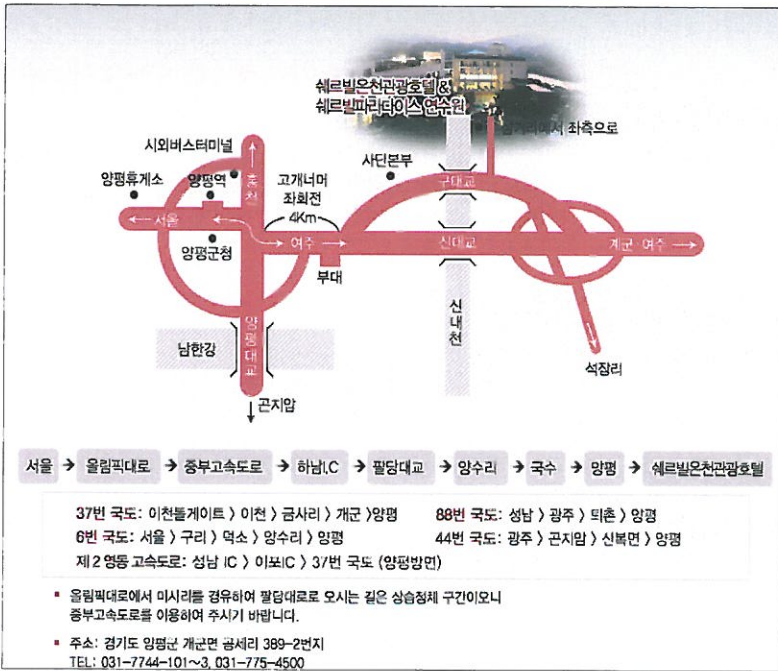 쉐르빌온천관광호텔 &
쉐르빌파라다이스 연수원
삼거리에서 좌측으로
시외버스터미널
사단본부
양평휴게소
양평역
홍천
고개너머
좌회전
4Km
구대교
서울
여주
신대교
계군·여주
양평군청
부대
신내천
양평대교
남한강
석장리
곤지암
서울 → 올림픽대로 → 중부고속도로 → 하남I.C → 팔당대교 → 양수리 → 국수 → 양평 → 쉐르빌온천관광호텔
37번 국도: 이천톨게이트 > 이천 > 금사리 > 개군 >양평
88번 국도: 성남 > 광주 > 퇴촌 > 양평
6번 국도: 서울 > 구리 > 덕소 > 양수리 > 양평
44번 국도: 광주 > 곤지암 > 신복면 > 양평
제2영동 고속도로: 성남 IC > 이포IC > 37번 국도 (양평방면)
▪ 올림픽대로에서 미시리를 경유하여 팔당대로로 오시는 길은 상습정체 구간이오니
중부고속도로를 이용하여 주시기 바랍니다.
▪ 주소: 경기도 양평군 개군면 공세리 389-2번지
TEL: 031-7744-101~3, 031-775-4500